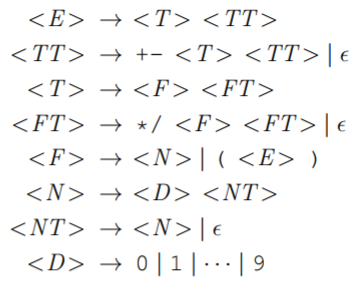 <E> → <T> <TT>
<TT> → +- <T> <TT> | ϵ
<T> → <F> <FT>
<FT> → */ <F> <FT> | ϵ
<F> → <N> | ( <E> )
<N> → <D> <NT>
<NT> → <N> | ϵ
<D> → 0 | 1 | ··· | 9